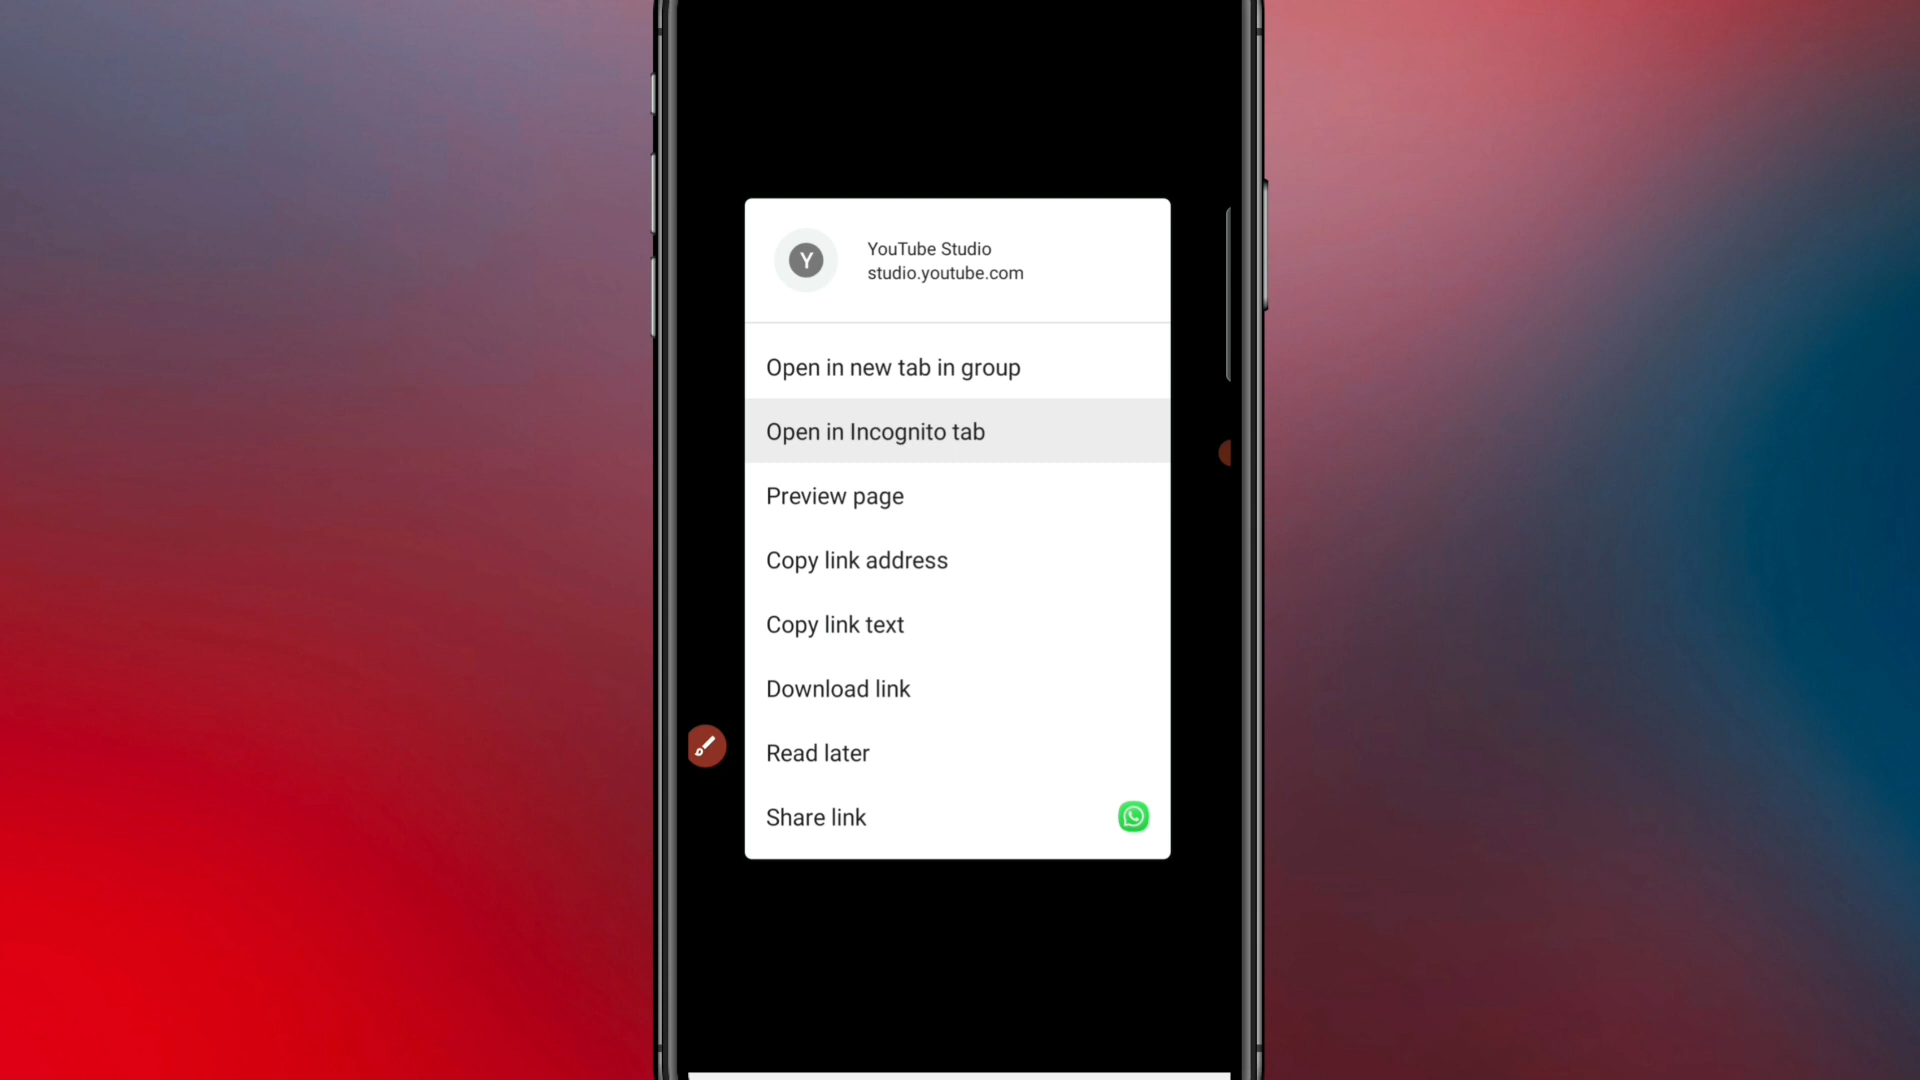 Y
YouTube Studio
studio.youtube.com
Open in new tab in group
Open in Incognito tab
Preview page
Copy link address
Copy link text
Download link
Read later
Share link